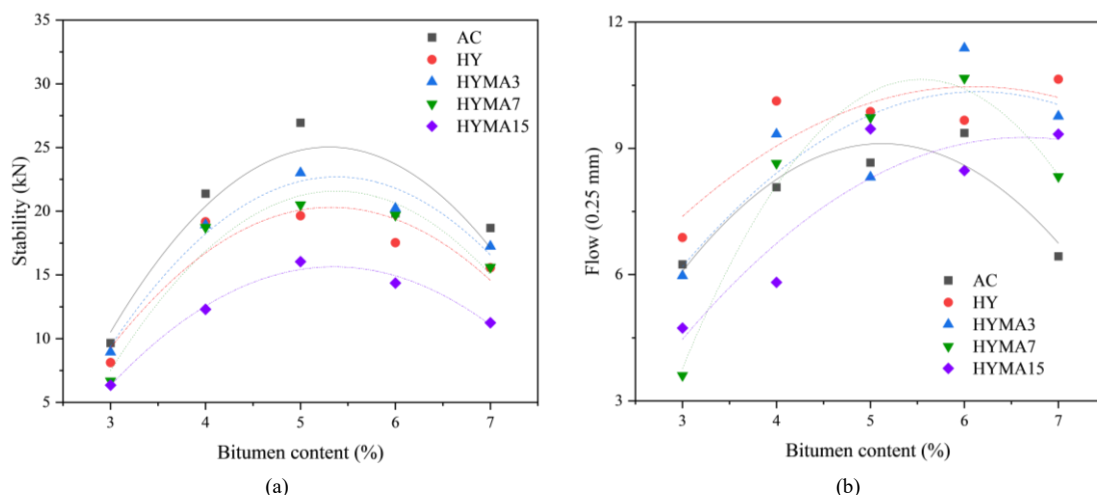 35
30
25
20
15
10
5
Stability (kN)
AC
HY
HYMA3
HYMA7
HYMA15
3 4 5 6 7
Bitumen content (%)
(a)
12
9
6
3
Flow (0.25 mm)
AC
HY
HYMA3
HYMA7
HYMA15
3 4 5 6 7
Bitumen content (%)
(b)